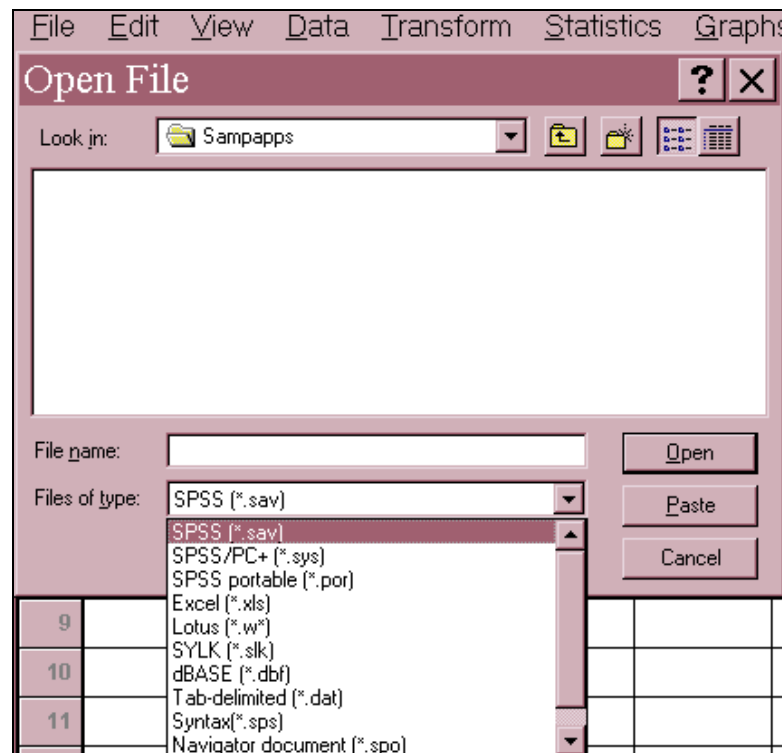 File Edit View Data Transform Statistics Graphs
Open File
Look in: Sampapps
File name: Open
Files of type: SPSS (*.sav) Paste
SPSS (*.sav)
SPSS/PC+ (*.sys)
SPSS portable (*.por) Cancel
Excel (*.xls)
9 Lotus (*.w*)
SYLK (*.slk)
10 dBASE (*.dbf)
Tab-delimited (*.dat)
11 Syntax(*.sps)
Navigator document (*.spo)